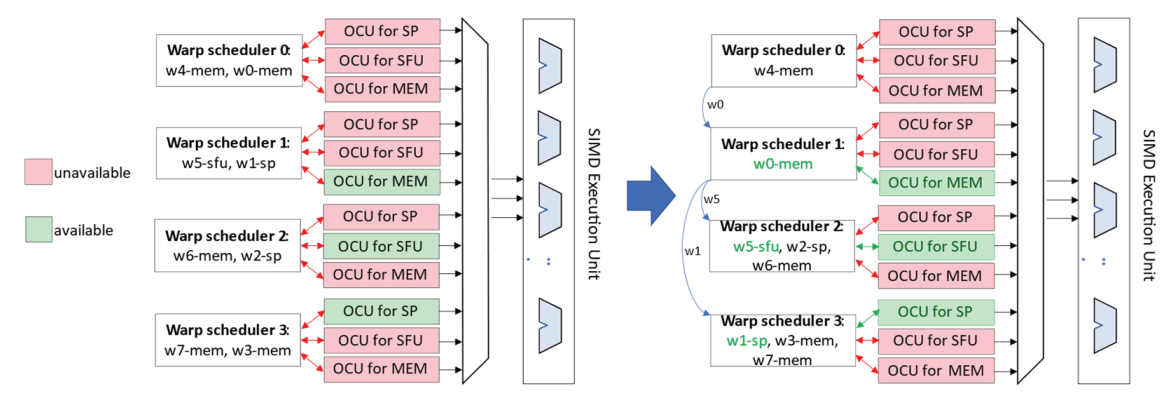 unavailable
available
Warp scheduler 0:
w4-mem, w0-mem
OCU for SP
OCU for SFU
OCU for MEM
Warp scheduler 1:
w5-sfu, w1-sp
OCU for SP
OCU for SFU
OCU for MEM
Warp scheduler 2:
w6-mem, w2-sp
OCU for SP
OCU for SFU
OCU for MEM
Warp scheduler 3:
w7-mem, w3-mem
OCU for SP
OCU for SFU
OCU for MEM
SIMD Execution Unit
Warp scheduler 0:
w4-mem
OCU for SP
OCU for SFU
OCU for MEM
w0
Warp scheduler 1:
w0-mem
OCU for SP
OCU for SFU
OCU for MEM
w5
w1
Warp scheduler 2:
w5-sfu, w2-sp,
w6-mem
OCU for SP
OCU for SFU
OCU for MEM
Warp scheduler 3:
w1-sp, w3-mem,
w7-mem
OCU for SP
OCU for SFU
OCU for MEM
SIMD Execution Unit